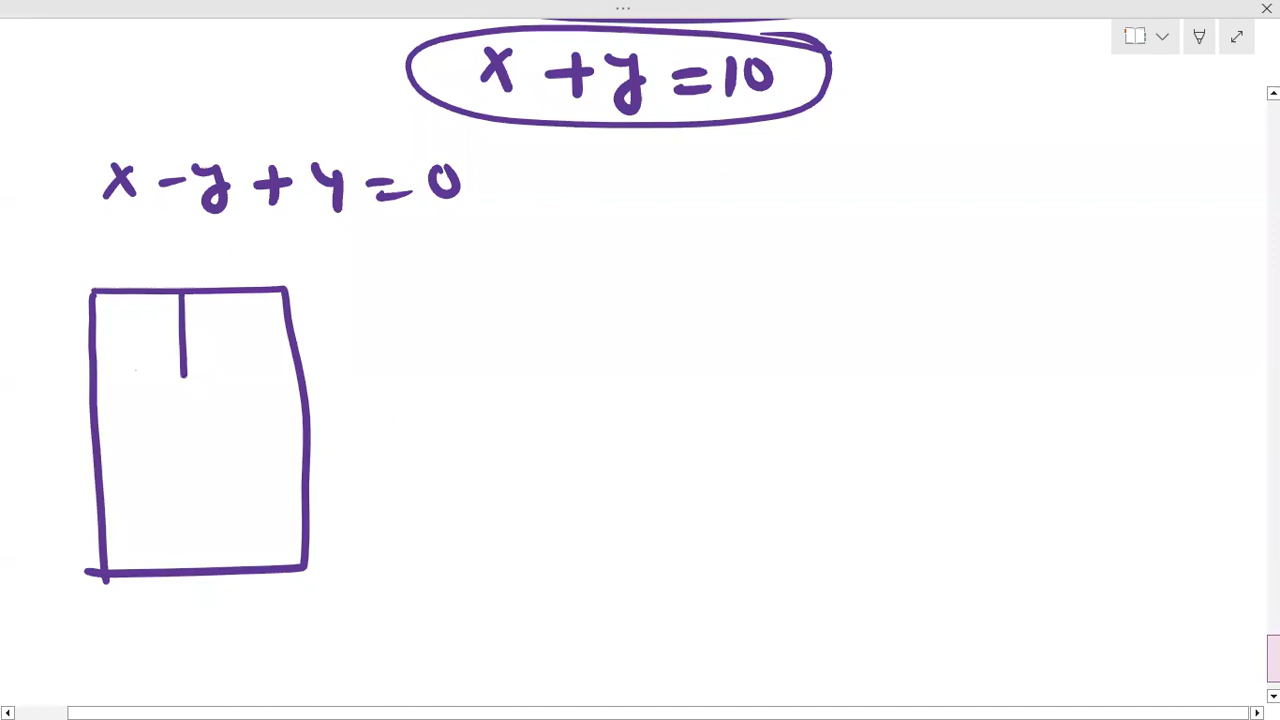 x + y = 10
x - y + 4 = 0